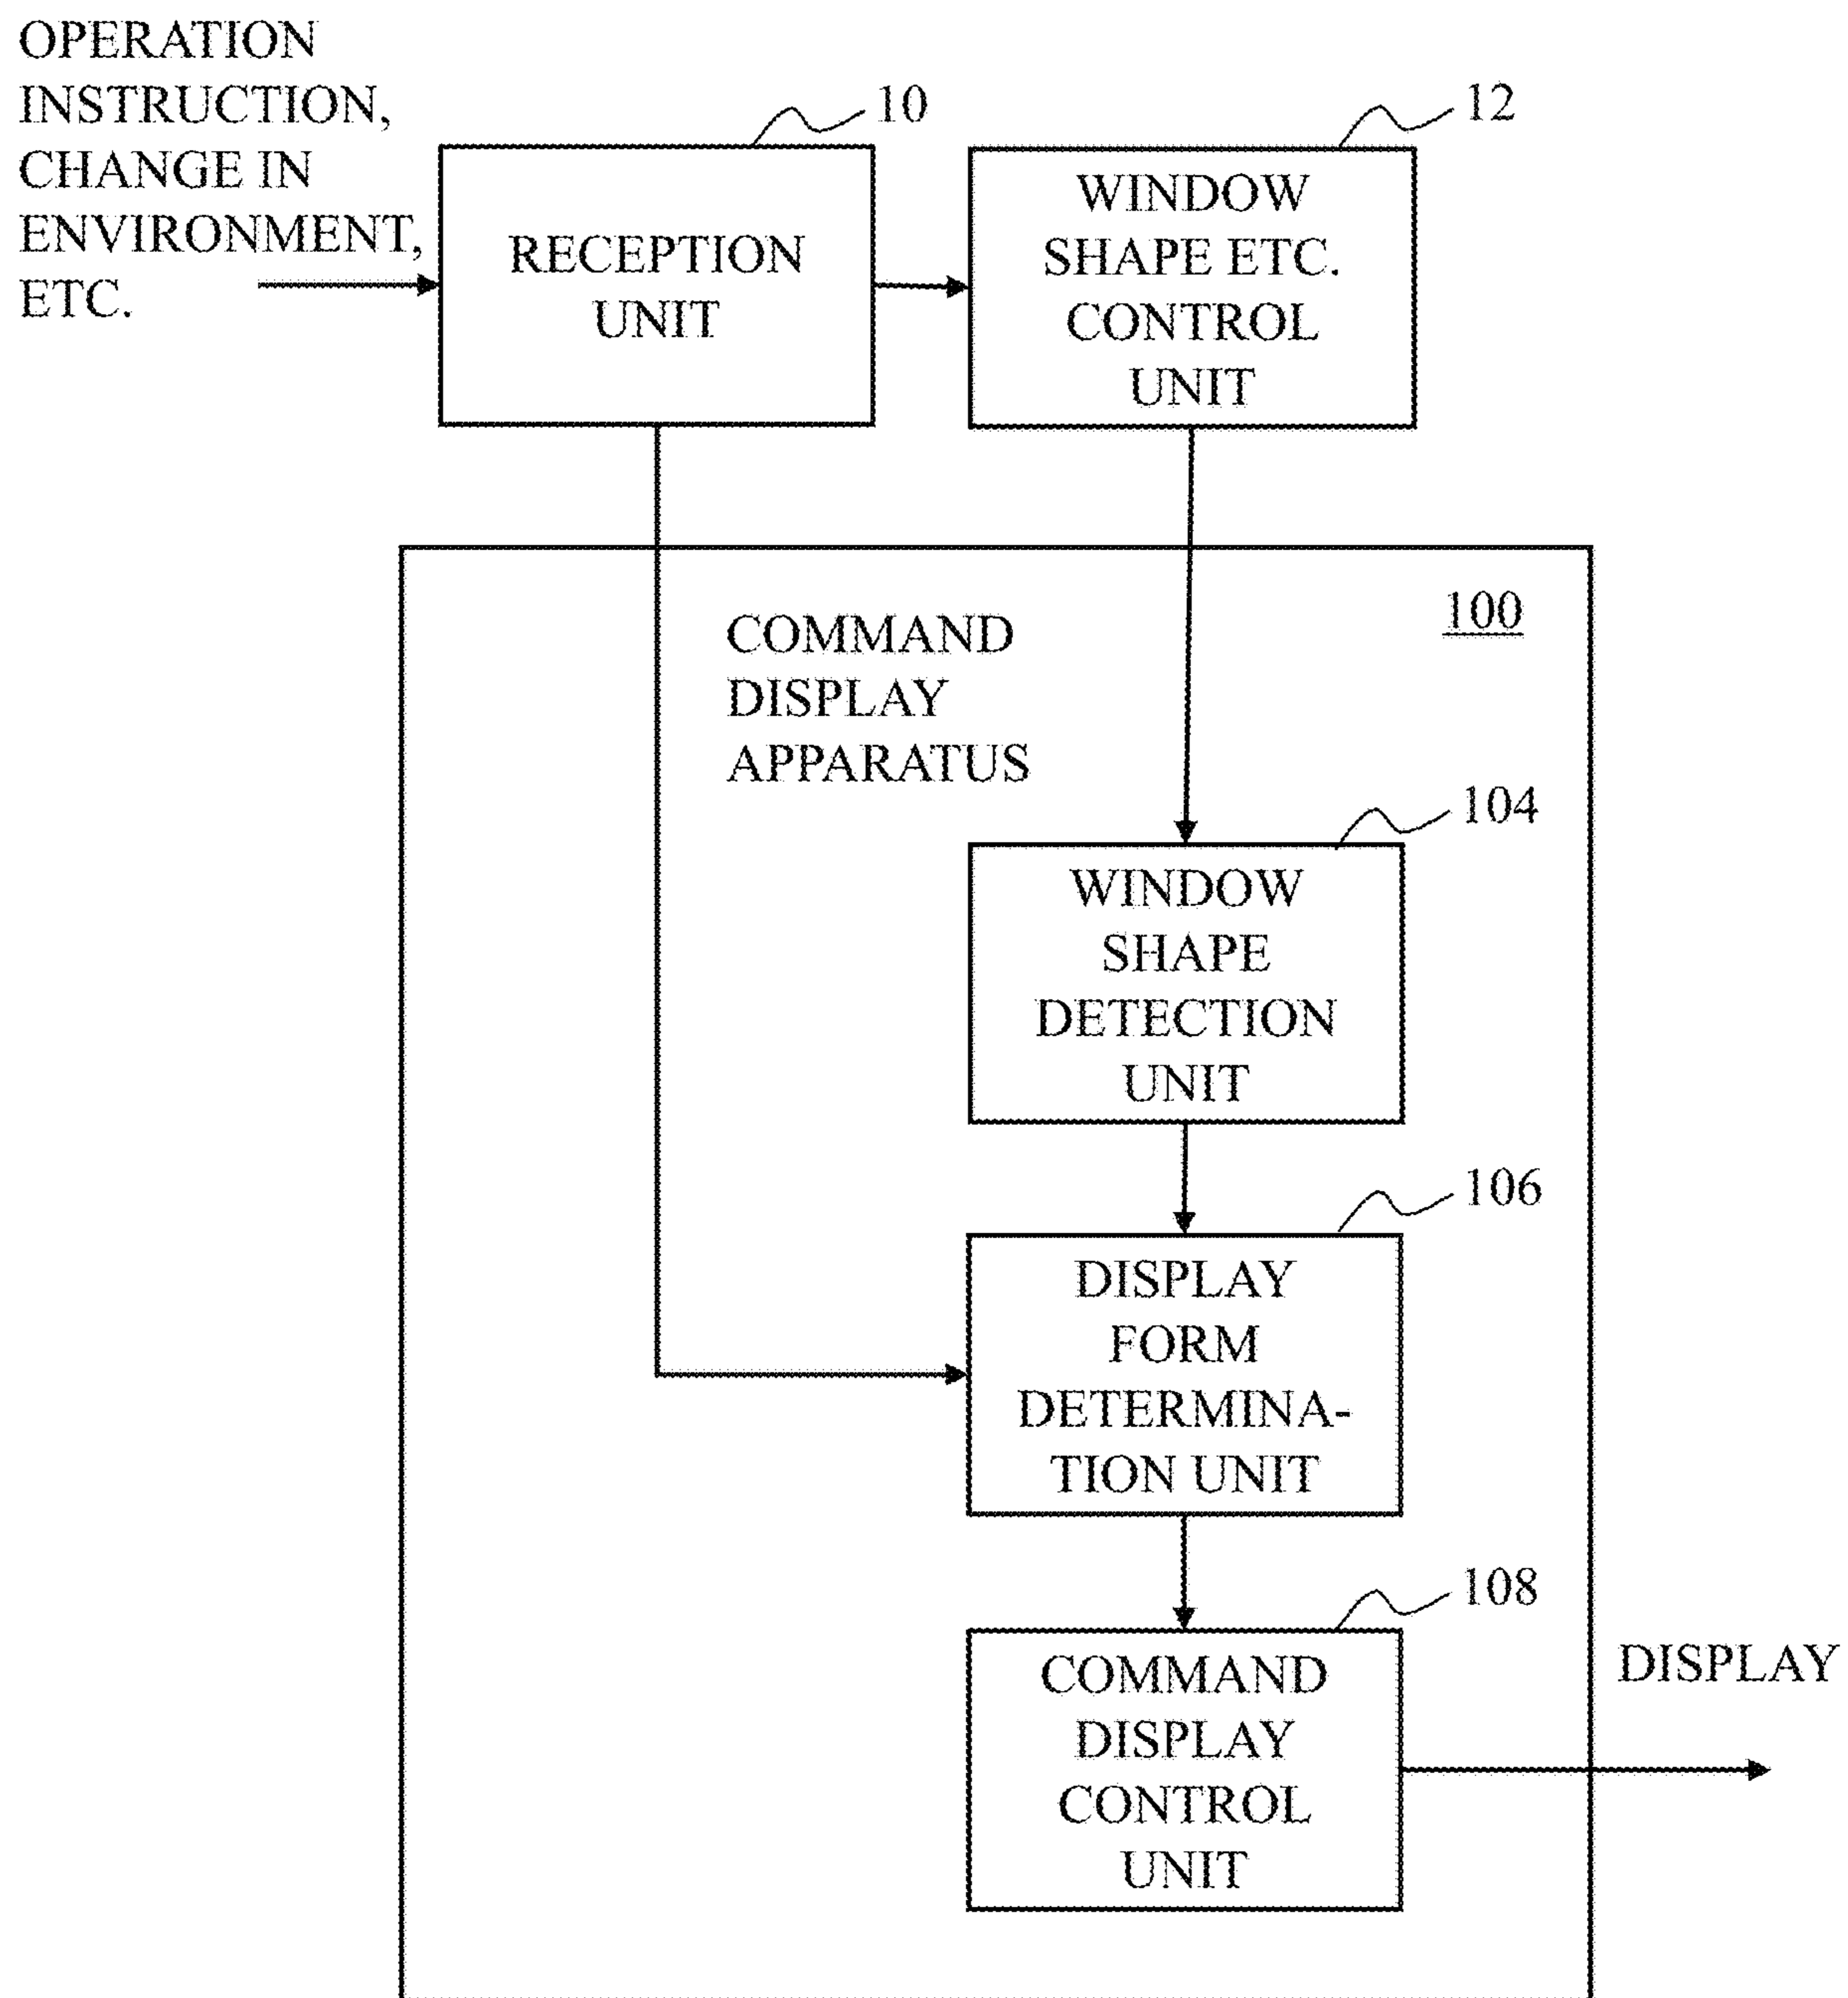 OPERATION
INSTRUCTION,
CHANGE IN
ENVIRONMENT,
ETC.
10
RECEPTION
UNIT
12
WINDOW
SHAPE ETC.
CONTROL
UNIT
100
COMMAND
DISPLAY
APPARATUS
104
WINDOW
SHAPE
DETECTION
UNIT
106
DISPLAY
FORM
DETERMINA-
TION UNIT
108
COMMAND
DISPLAY
CONTROL
UNIT
DISPLAY